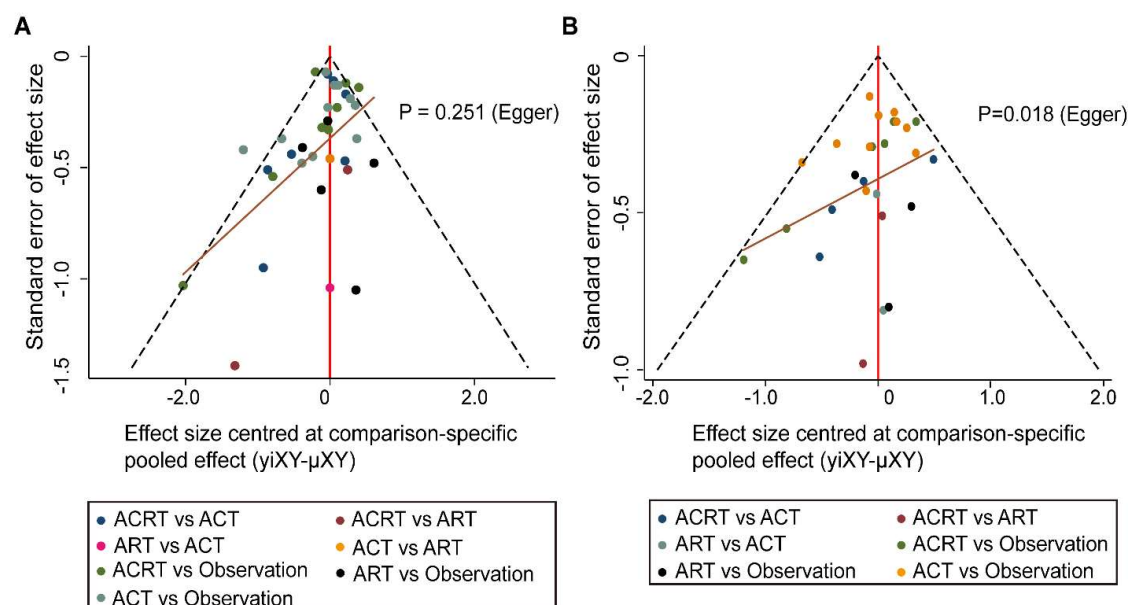 A
Standard error of effect size
0
-0.5
-1.0
-1.5
P = 0.251 (Egger)
-2.0
0
2.0
Effect size centred at comparison-specific
pooled effect (yiXY-µXY)
ACRT vs ACT
ACRT vs ART
ART vs ACT
ACT vs ART
ACRT vs Observation
ART vs Observation
ACT vs Observation
B
Standard error of effect size
0
-0.5
-1.0
P=0.018 (Egger)
-2.0
-1.0
0
1.0
2.0
Effect size centred at comparison-specific
pooled effect (yiXY-µXY)
ACRT vs ACT
ACRT vs ART
ART vs ACT
ACRT vs Observation
ART vs Observation
ACT vs Observation